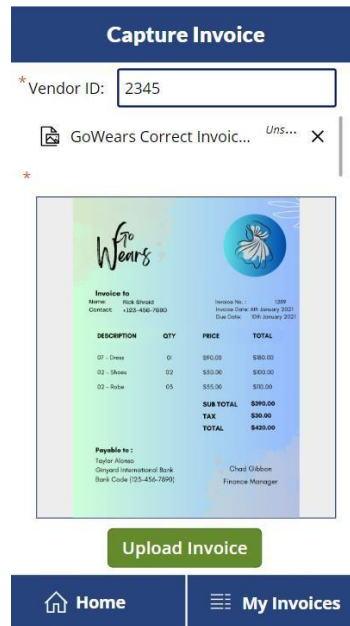 Capture Invoice
* Vendor ID: 2345
GoWears Correct Invoic... Uns...
*
Go
Wears
Invoice to
Name: Rick Shroid
Contact: +123-456-7890
Invoice No. : 1289
Invoice Date: 4th January 2021
Due Date: 10th January 2021
DESCRIPTION QTY PRICE TOTAL
07 - Dress 01 $190.00 $180.00
02 - Shoes 02 $50.00 $100.00
02 - Robe 03 $55.00 $110.00
SUB TOTAL $390.00
TAX $30.00
TOTAL $420.00
Payable to :
Taylor Alonso
Ginyard International Bank
Bank Code (123-456-7890)
Chad Gibbon
Finance Manager
Upload Invoice
Home
My Invoices